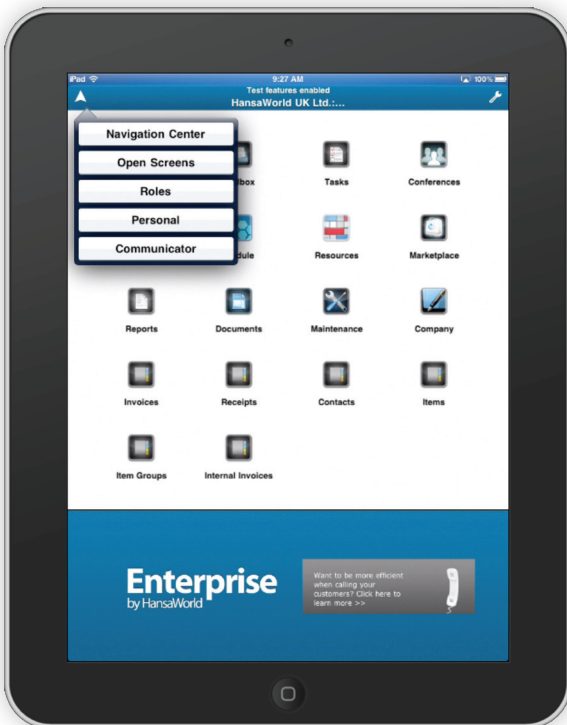 iPad 9:27 AM 100%
Test features enabled
HansaWorld UK Ltd.:...
Navigation Center
Open Screens
Roles
Personal
Communicator
Tasks
Conferences
Resources
Marketplace
Reports
Documents
Maintenance
Company
Invoices
Receipts
Contacts
Items
Item Groups
Internal Invoices
Enterprise
by HansaWorld
Want to be more efficient
when calling your
customers? Click here to
learn more >>